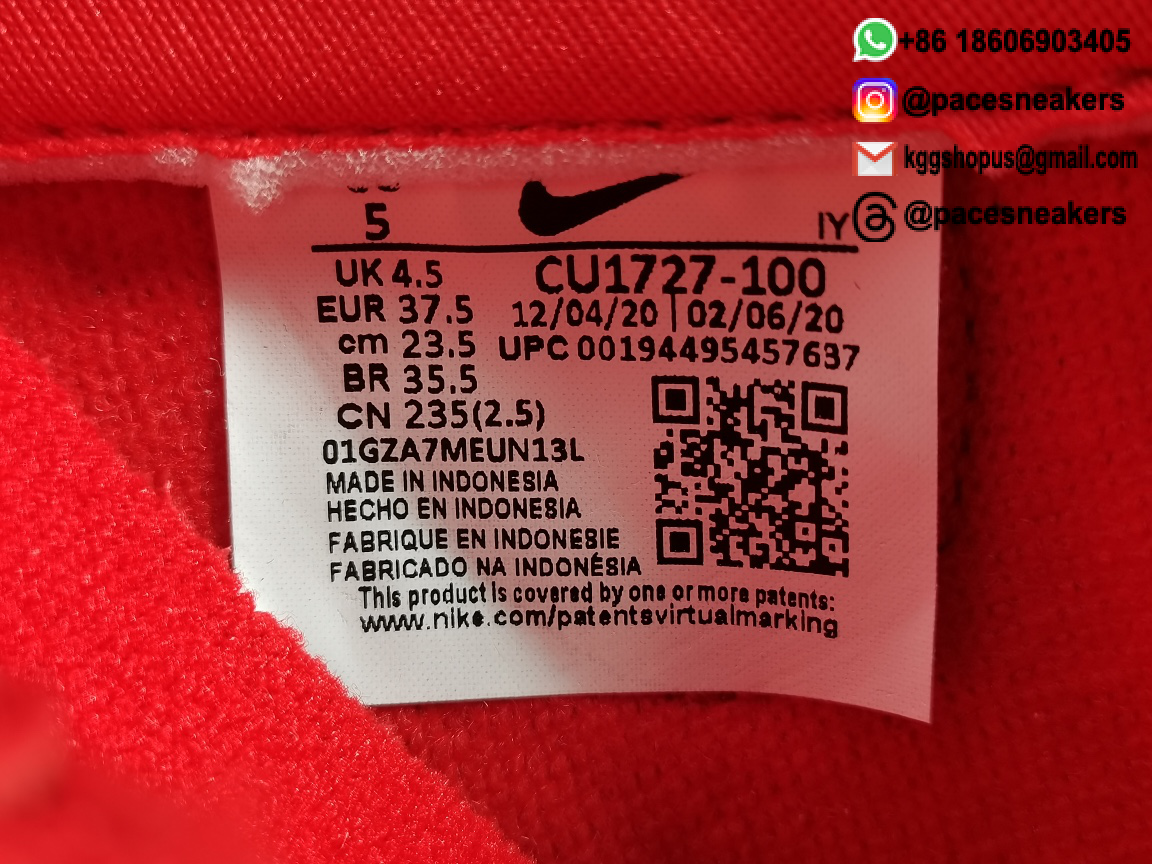 +86 18606903405
@pacesneakers
kggshopus@gmail.com
@pacesneakers
5
IY
UK 4.5
CU1727-100
EUR 37.5
12/04/20 | 02/06/20
cm 23.5
UPC 00194495457637
BR 35.5
CN 235(2.5)
01GZA7MEUN13L
MADE IN INDONESIA
HECHO EN INDONESIA
FABRIQUE EN INDONESIE
FABRICADO NA INDONÉSIA
This product is covered by one or more patents:
www.nike.com/patentsvirtualmarking